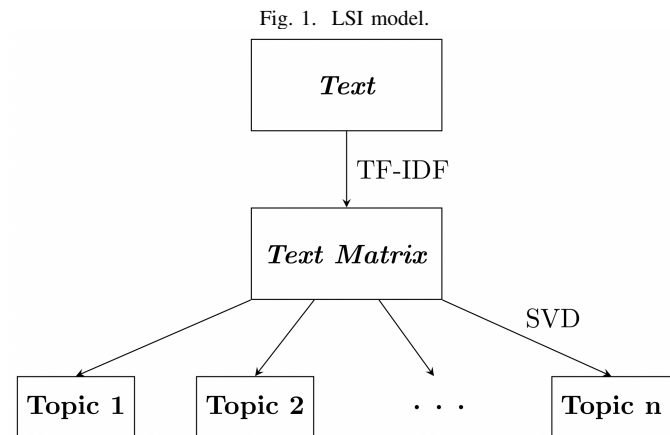 Fig. 1. LSI model.
Text
TF-IDF
Text Matrix
SVD
Topic 1 Topic 2 . . . Topic n